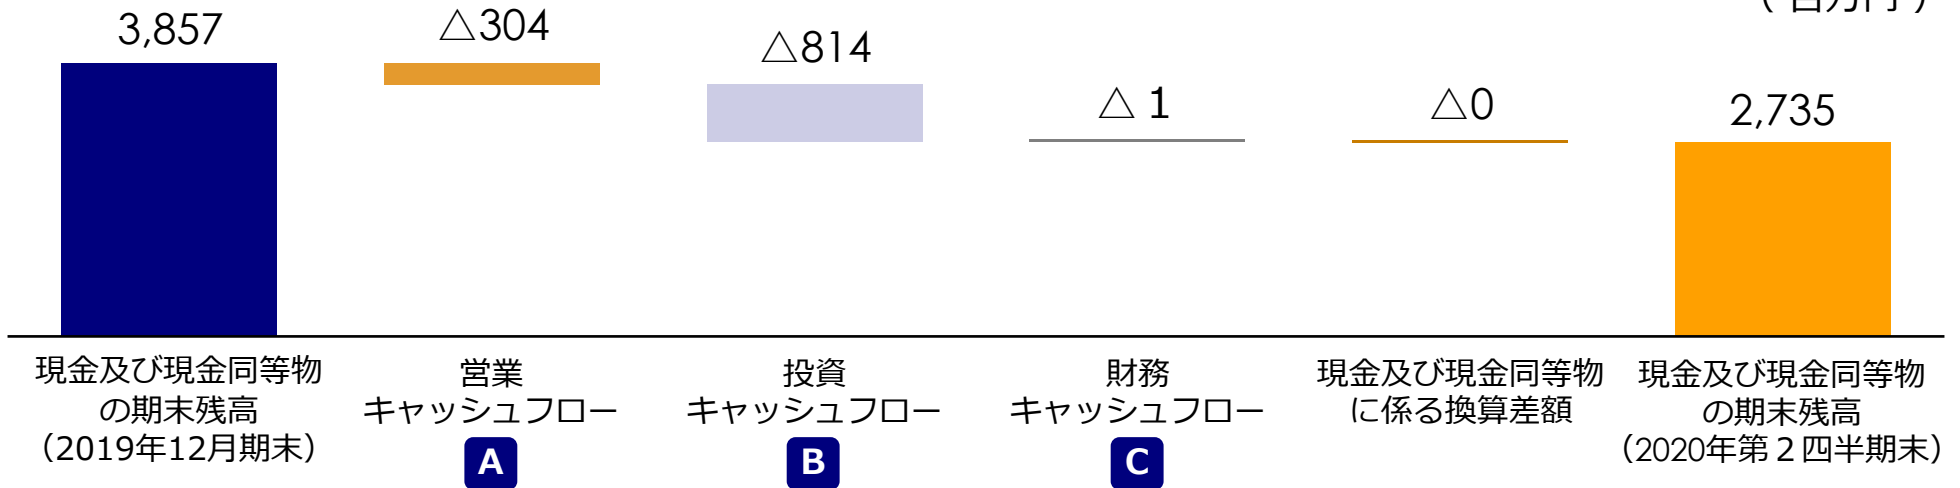 (百万円)
3,857
△304
△814
△ 1
△0
2,735
現金及び現金同等物
の期末残高
(2019年12月期末)
営業
キャッシュフロー
A
投資
キャッシュフロー
B
財務
キャッシュフロー
C
現金及び現金同等物
に係る換算差額
現金及び現金同等物
の期末残高
(2020年第２四半期末)